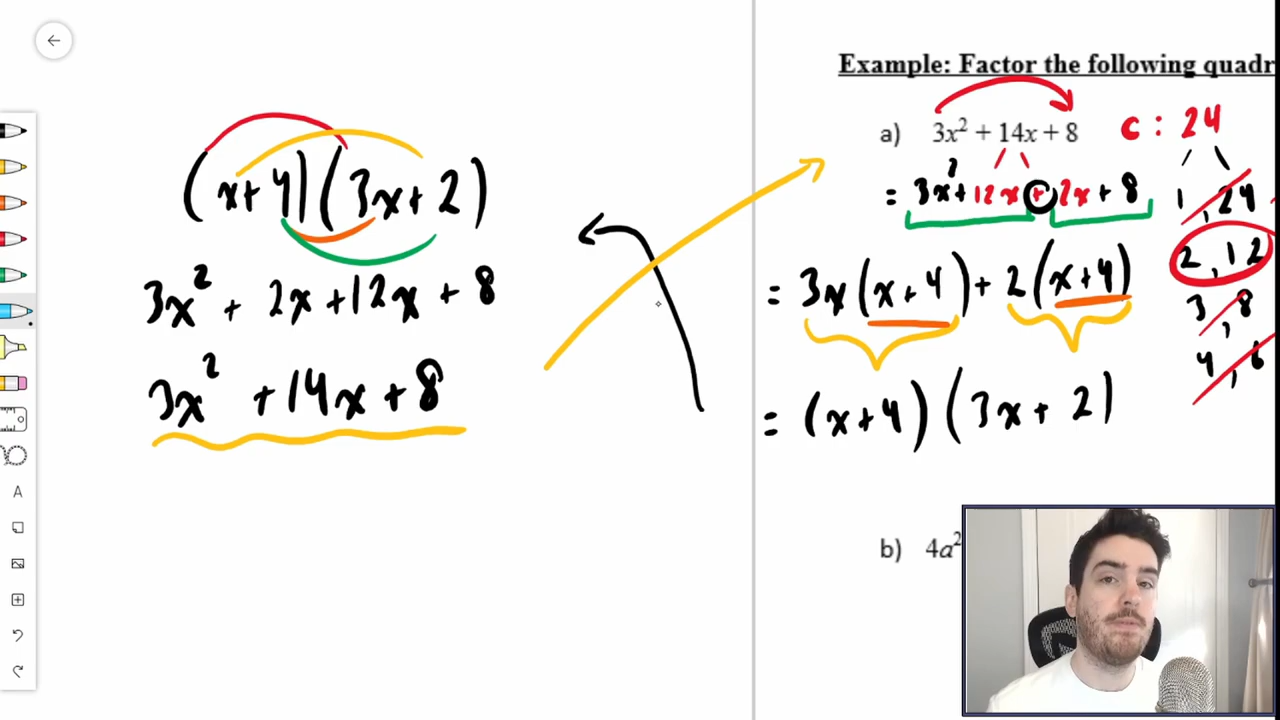 (x+4)(3x+2)
3x² + 2x+12x + 8
3x² +14x+8
Example: Factor the following quadr
a) 3x² + 14x + 8
c : 24
= 3x²+12x+2x+8
1, 24
2, 12
3, 8
4, 6
= 3x(x+4)+2(x+4)
= (x+4)(3x+2)
b) 4a²
A